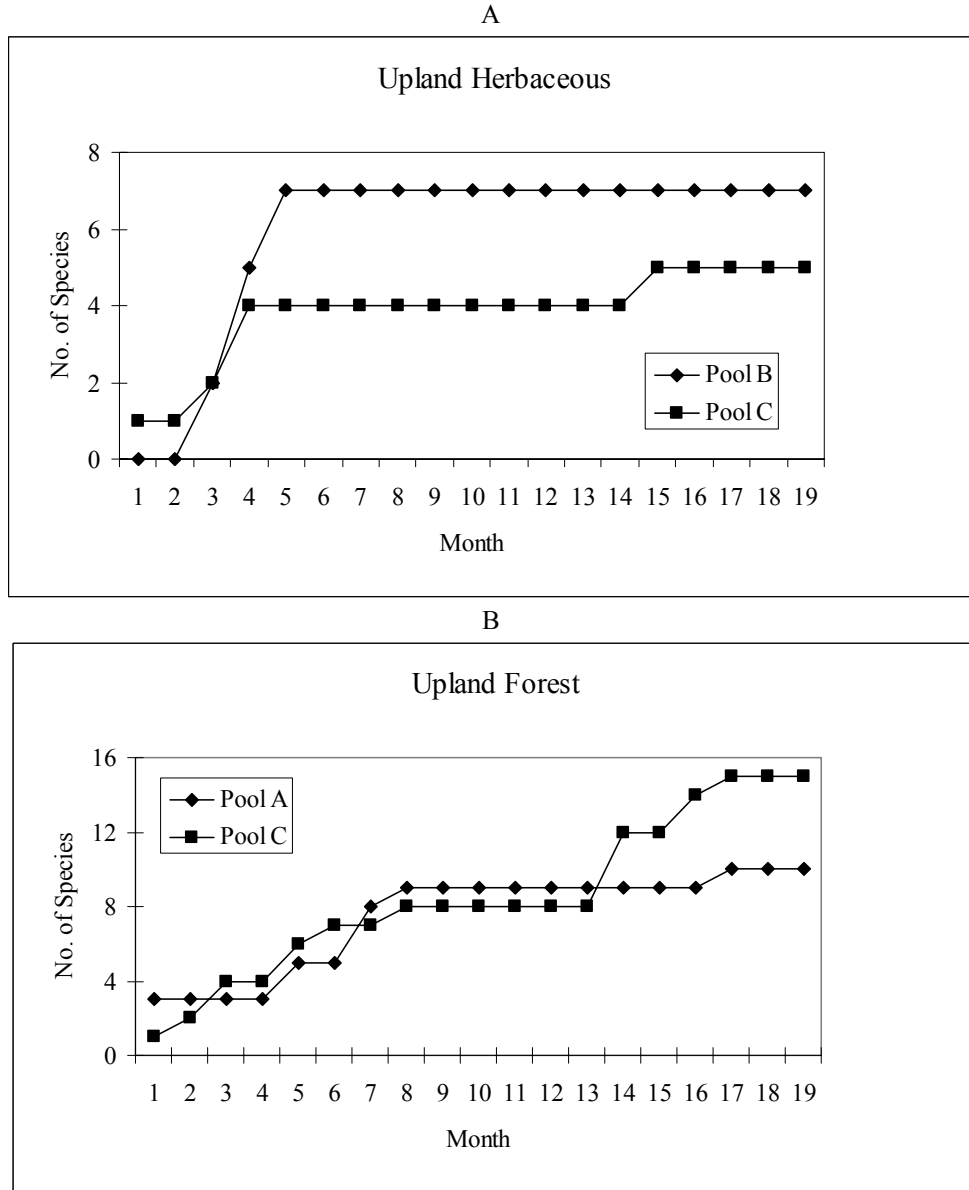 A
Upland Herbaceous
8
6
4
2
0
No. of Species
Pool B
Pool C
1 2 3 4 5 6 7 8 9 10 11 12 13 14 15 16 17 18 19
Month
B
Upland Forest
16
12
8
4
0
No. of Species
Pool A
Pool C
1 2 3 4 5 6 7 8 9 10 11 12 13 14 15 16 17 18 19
Month